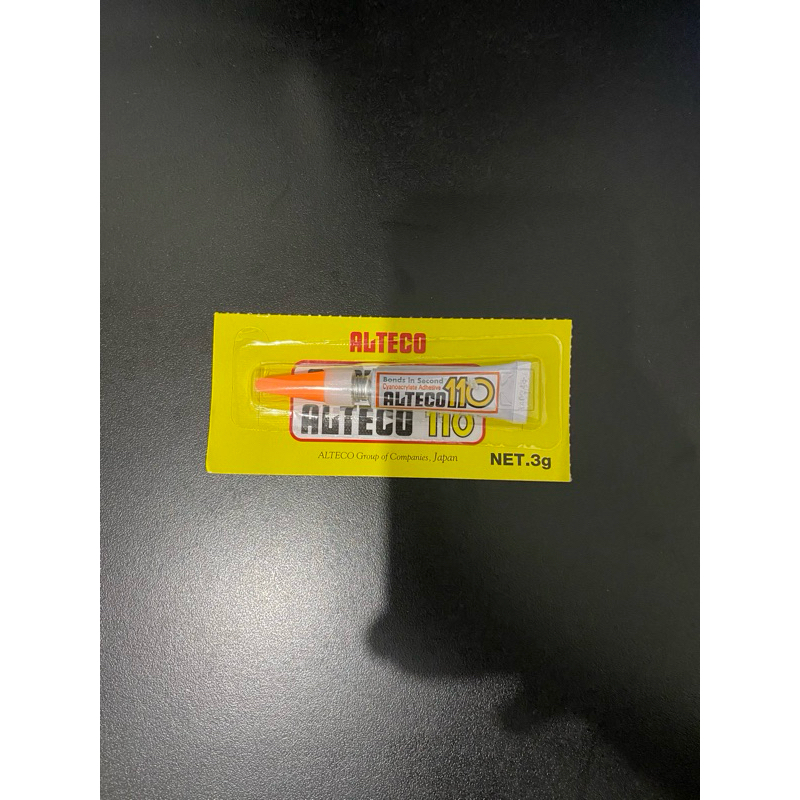 ALTECO
Bonds In Second
Cyanoacrylate Adhesive
ALTECO 110
ALTECO 110
ALTECO Group of Companies, Japan
NET.3g